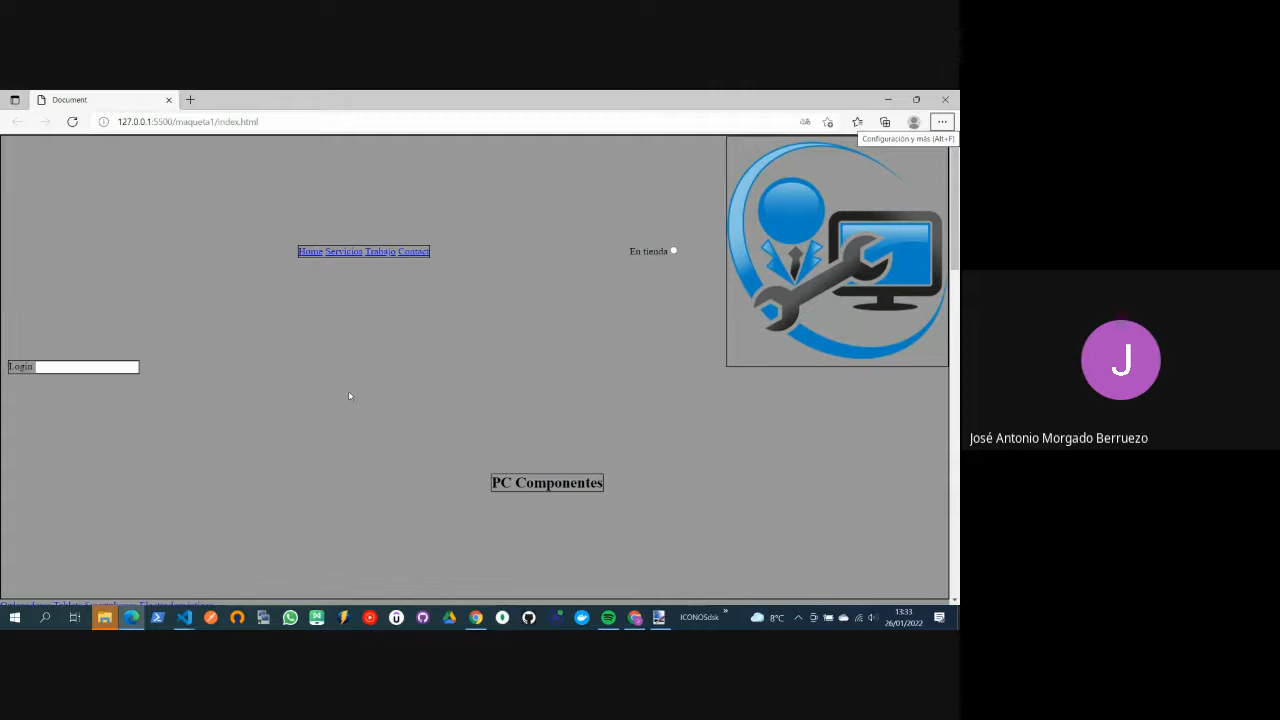 Document
127.0.0.1:5500/maqueta1/index.html
Configuración y más (Alt+F)
Home Servicios Trabajo Contact
En tienda
Login
PC Componentes
J
José Antonio Morgado Berruezo
ICONOSdsk
8°C
13:33
26/01/2022